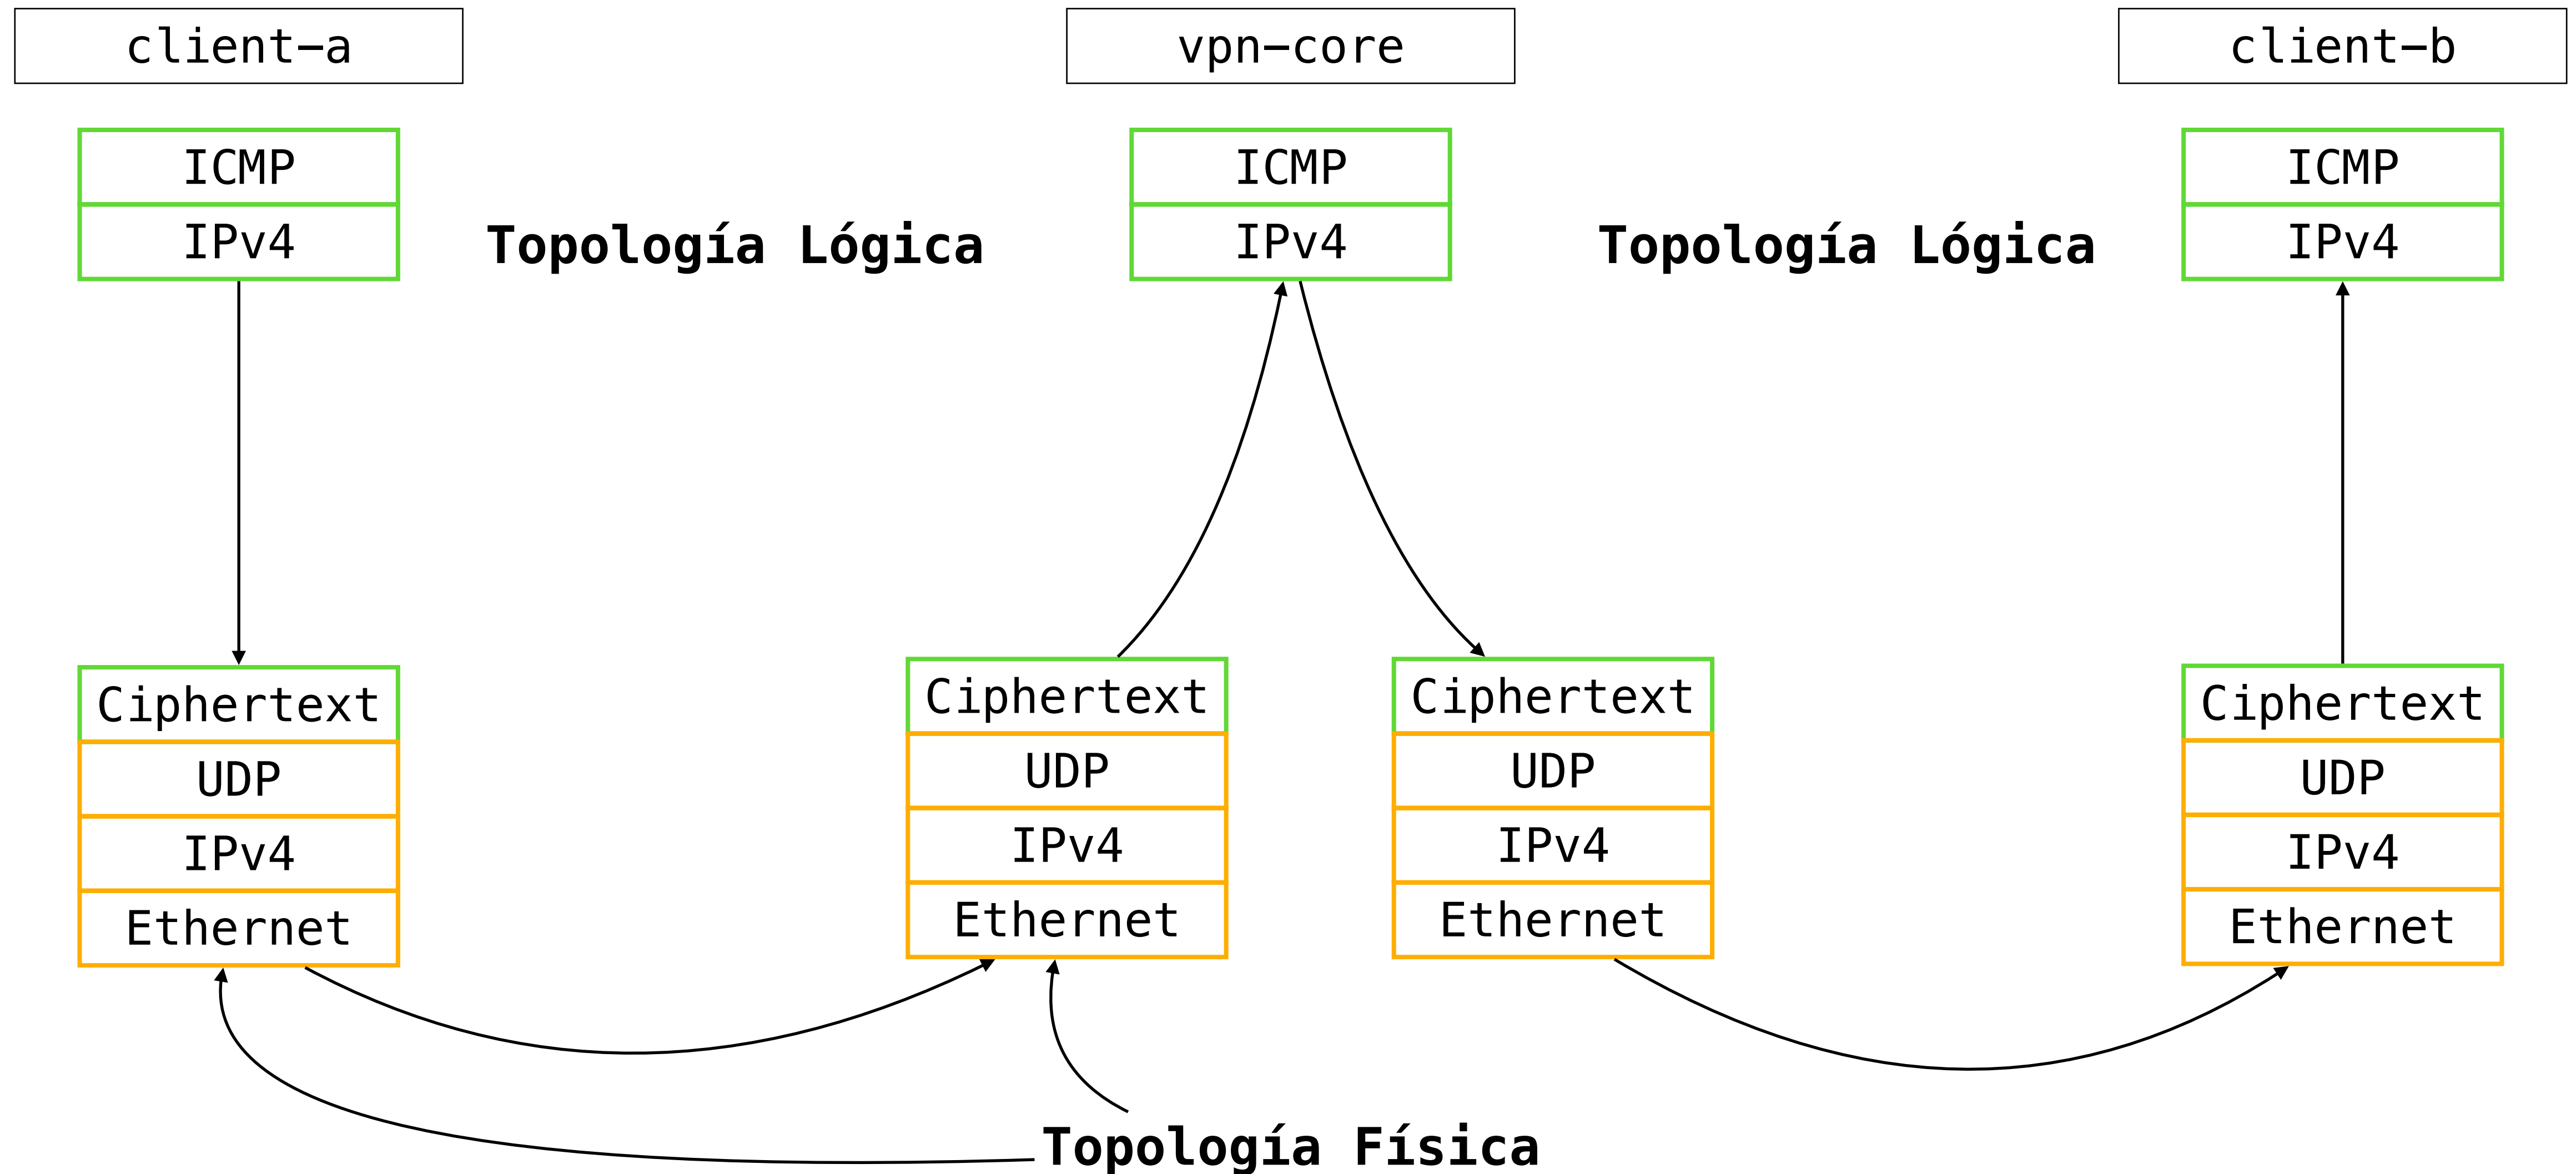 client-a
vpn-core
client-b
ICMP
IPv4
Topología Lógica
ICMP
IPv4
Topología Lógica
ICMP
IPv4
Ciphertext
UDP
IPv4
Ethernet
Ciphertext
UDP
IPv4
Ethernet
Ciphertext
UDP
IPv4
Ethernet
Ciphertext
UDP
IPv4
Ethernet
Topología Física